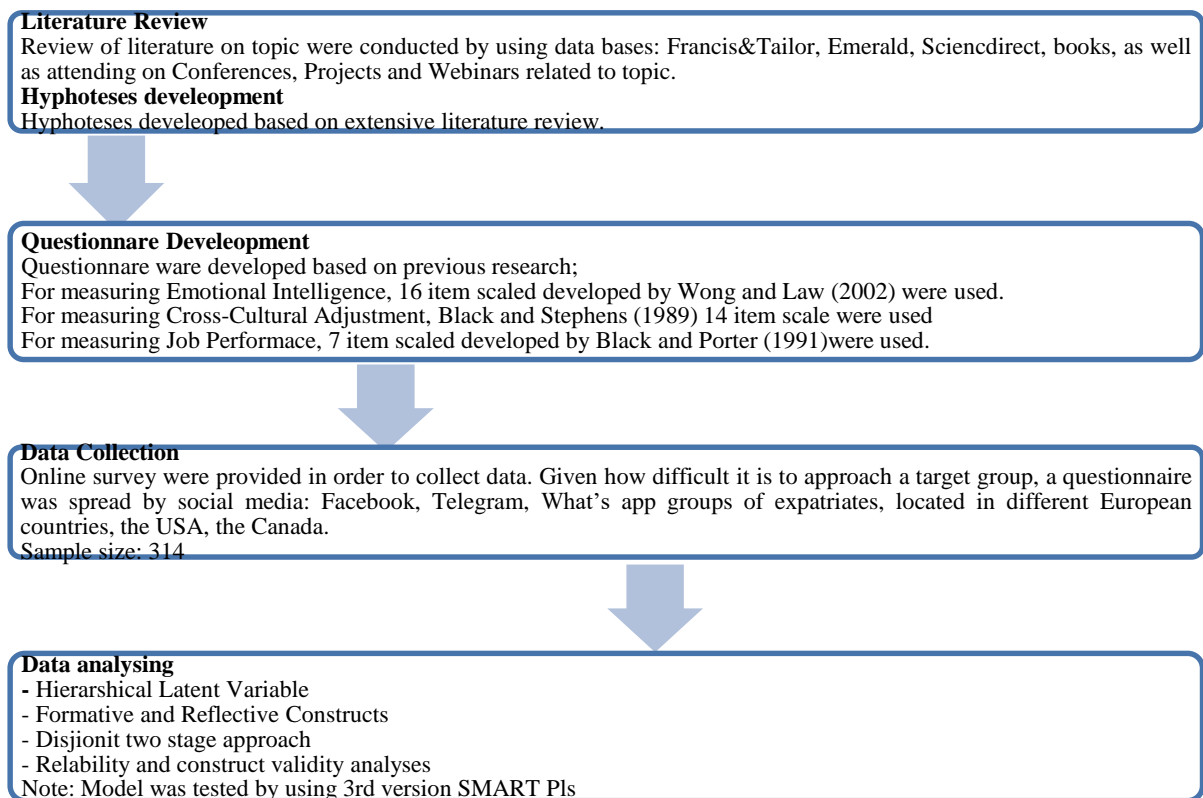 Literature Review
Review of literature on topic were conducted by using data bases: Francis&Tailor, Emerald, Sciencdirect, books, as well
as attending on Conferences, Projects and Webinars related to topic.
Hyphoteses develeopment
Hyphoteses develeoped based on extensive literature review.
Questionnare Develeopment
Questionnare ware developed based on previous research;
For measuring Emotional Intelligence, 16 item scaled developed by Wong and Law (2002) were used.
For measuring Cross-Cultural Adjustment, Black and Stephens (1989) 14 item scale were used
For measuring Job Performace, 7 item scaled developed by Black and Porter (1991)were used.
Data Collection
Online survey were provided in order to collect data. Given how difficult it is to approach a target group, a questionnaire
was spread by social media: Facebook, Telegram, What’s app groups of expatriates, located in different European
countries, the USA, the Canada.
Sample size: 314
Data analysing
- Hierarshical Latent Variable
- Formative and Reflective Constructs
- Disjionit two stage approach
- Relability and construct validity analyses
Note: Model was tested by using 3rd version SMART Pls